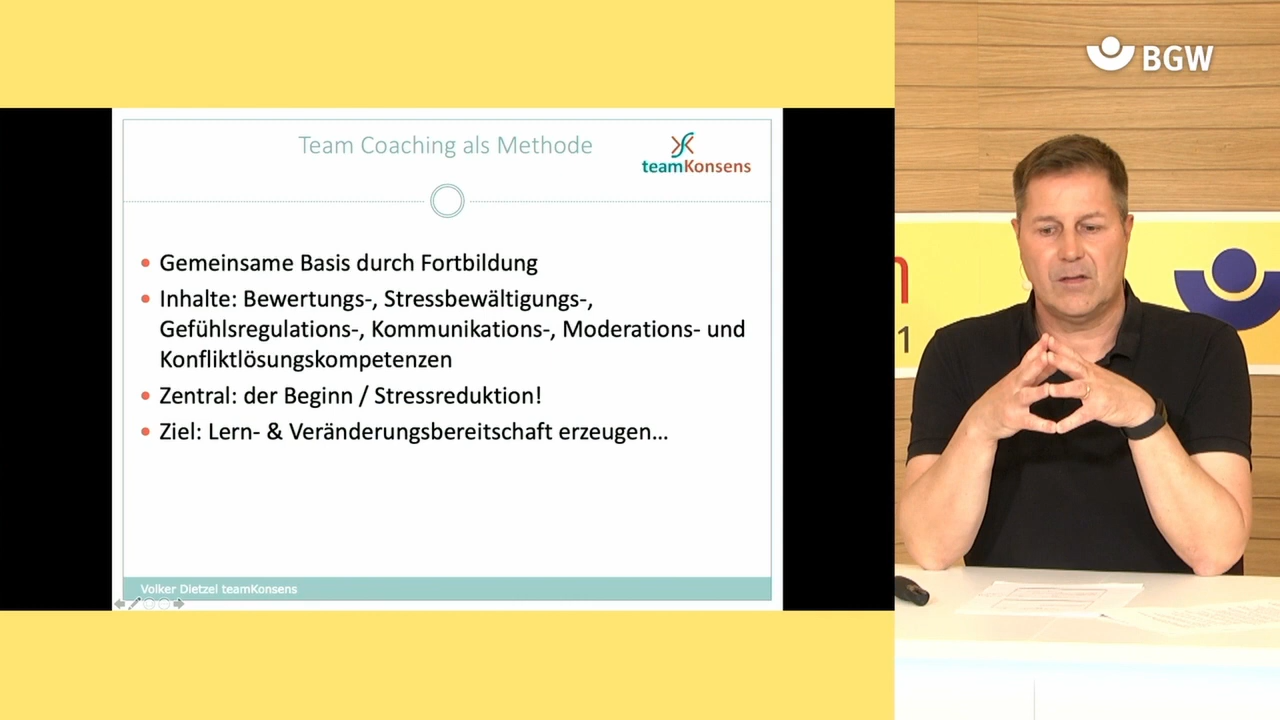 Team Coaching als Methode
teamKonsens
Gemeinsame Basis durch Fortbildung
Inhalte: Bewertungs-, Stressbewältigungs-,
Gefühlsregulations-, Kommunikations-, Moderations- und
Konfliktlösungskompetenzen
Zentral: der Beginn / Stressreduktion!
Ziel: Lern- & Veränderungsbereitschaft erzeugen...
Volker Dietzel teamKonsens
BGW